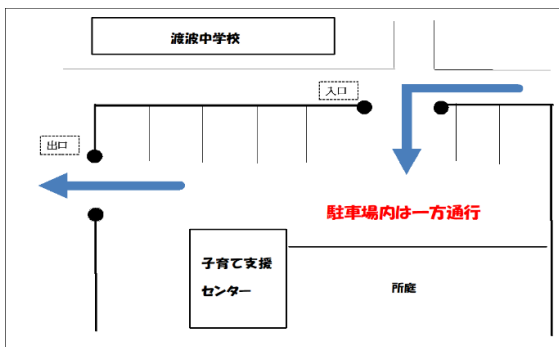 渡波中学校
入口
出口
駐車場内は一方通行
子育て支援
センター
所庭